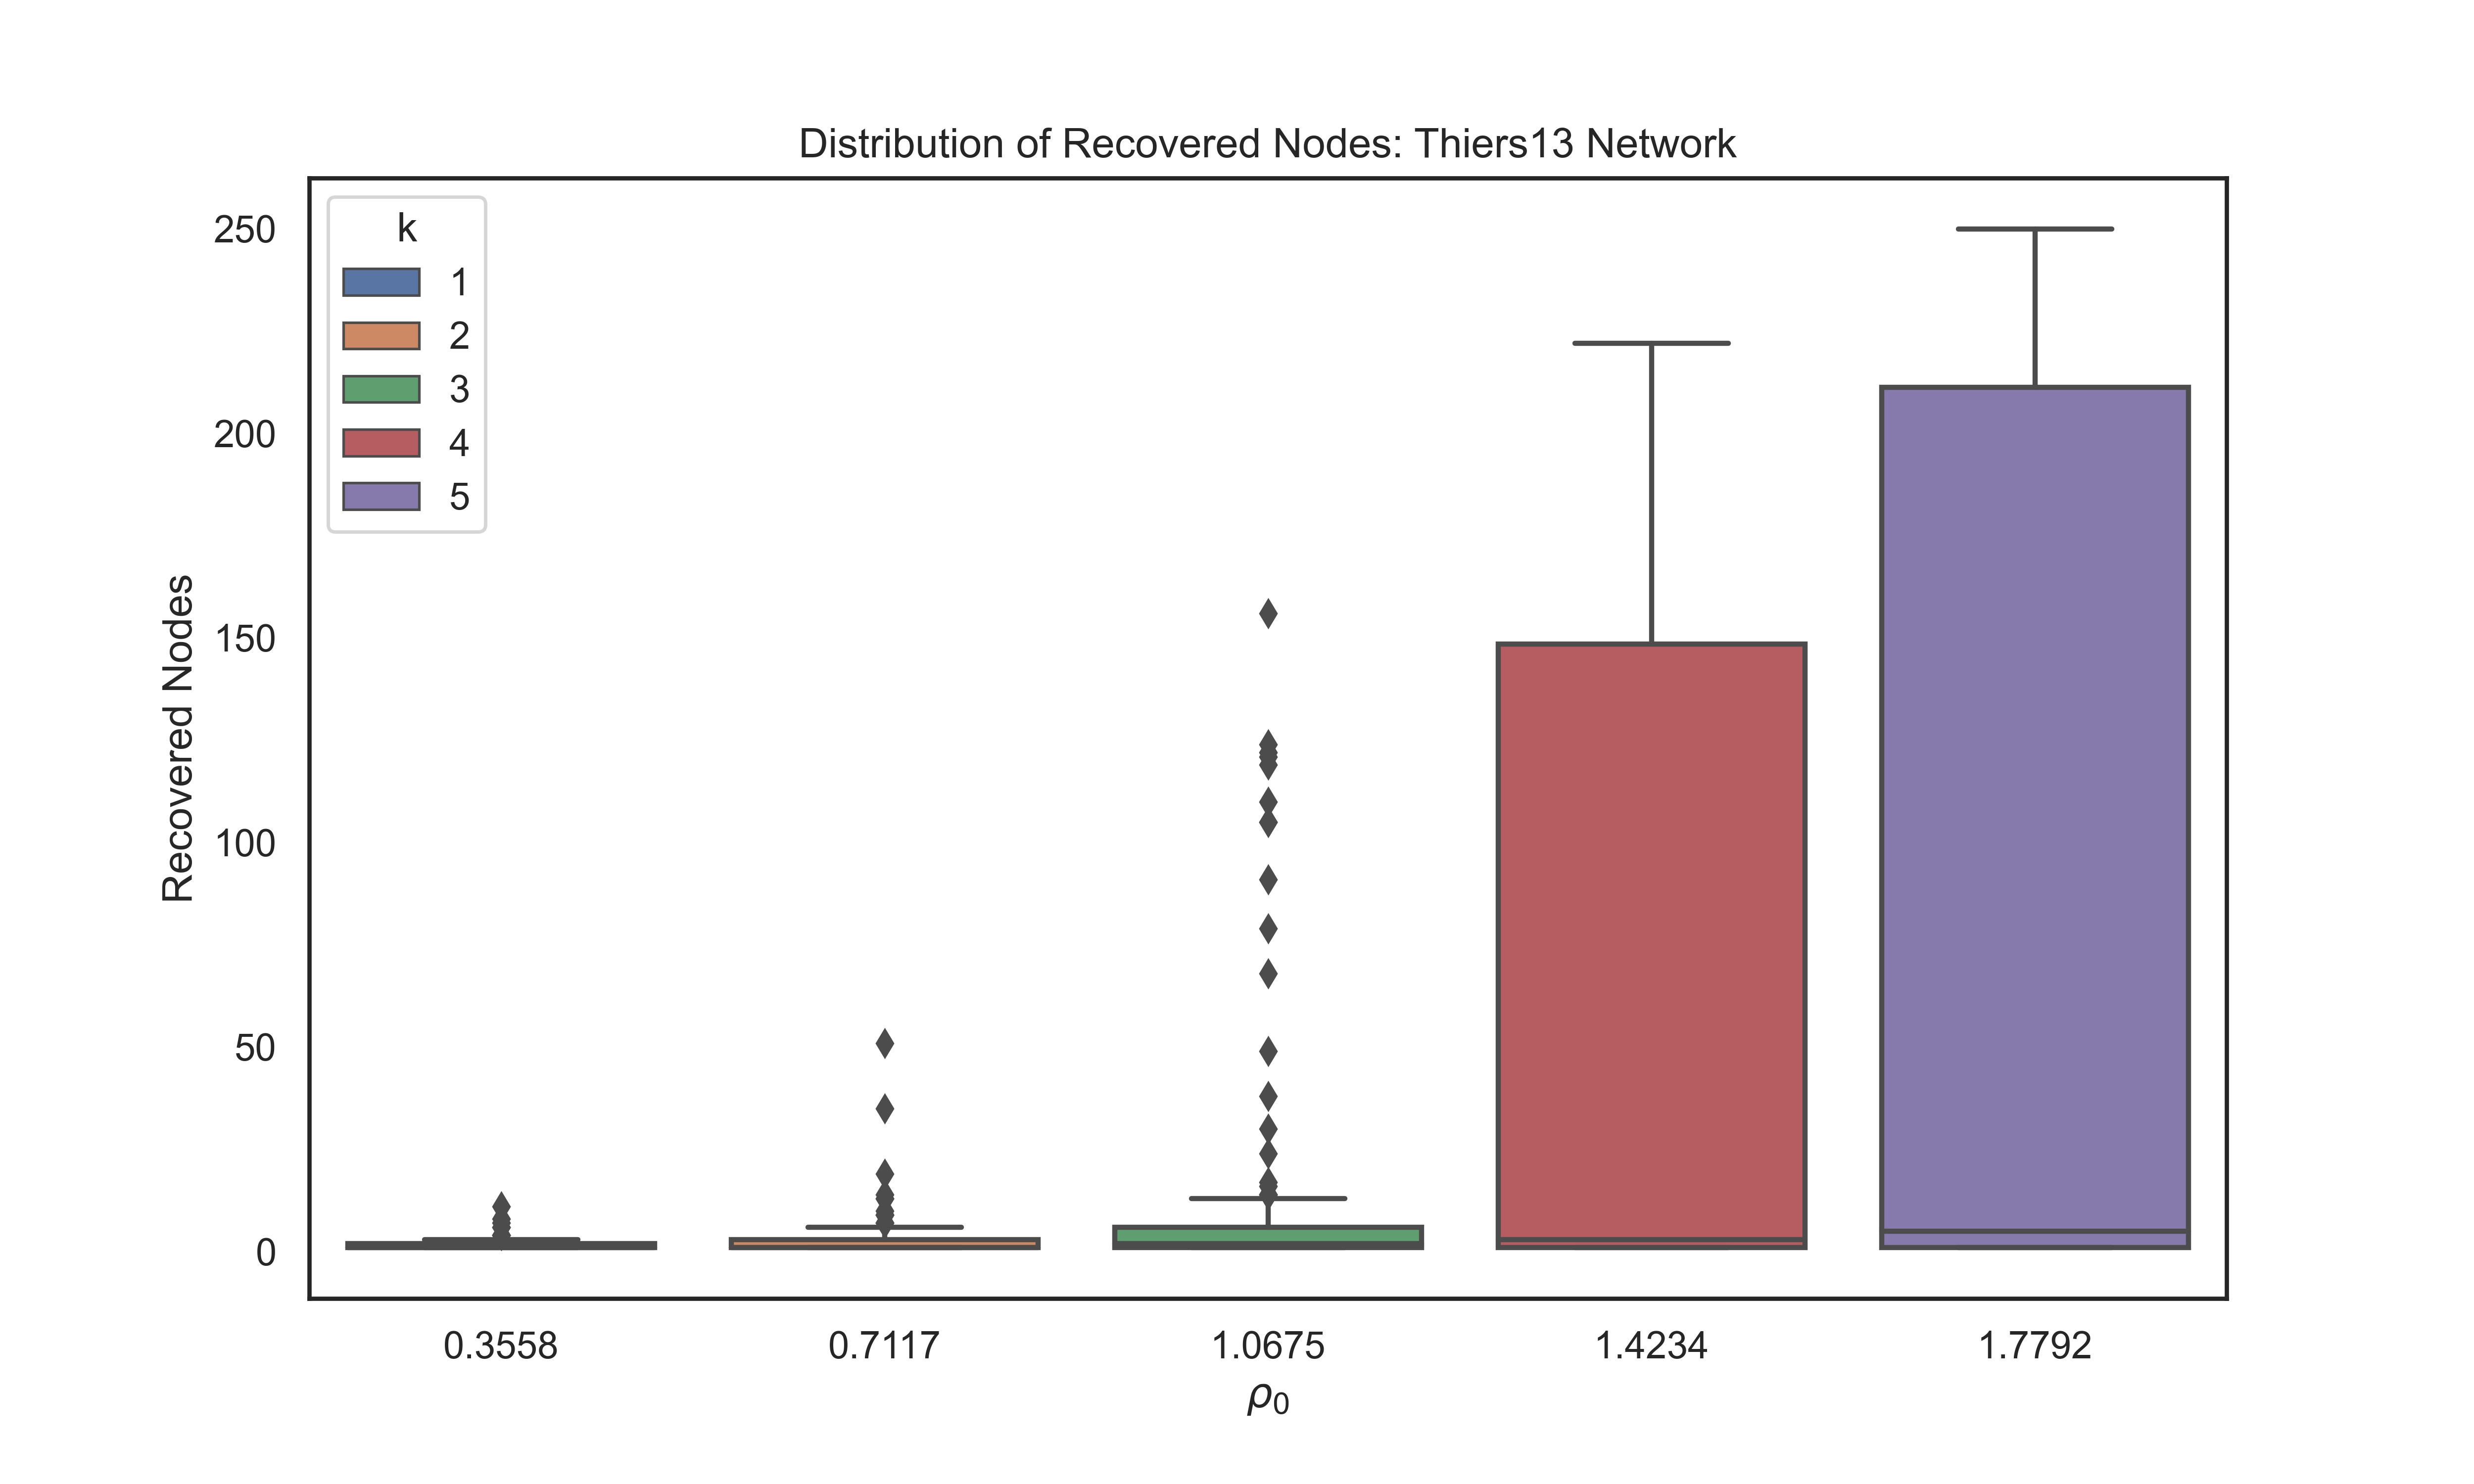 Distribution of Recovered Nodes: Thiers13 Network
k
1
2
3
4
5
Recovered Nodes
250
200
150
100
50
0
0.3558 0.7117 1.0675 1.4234 1.7792
ρ₀